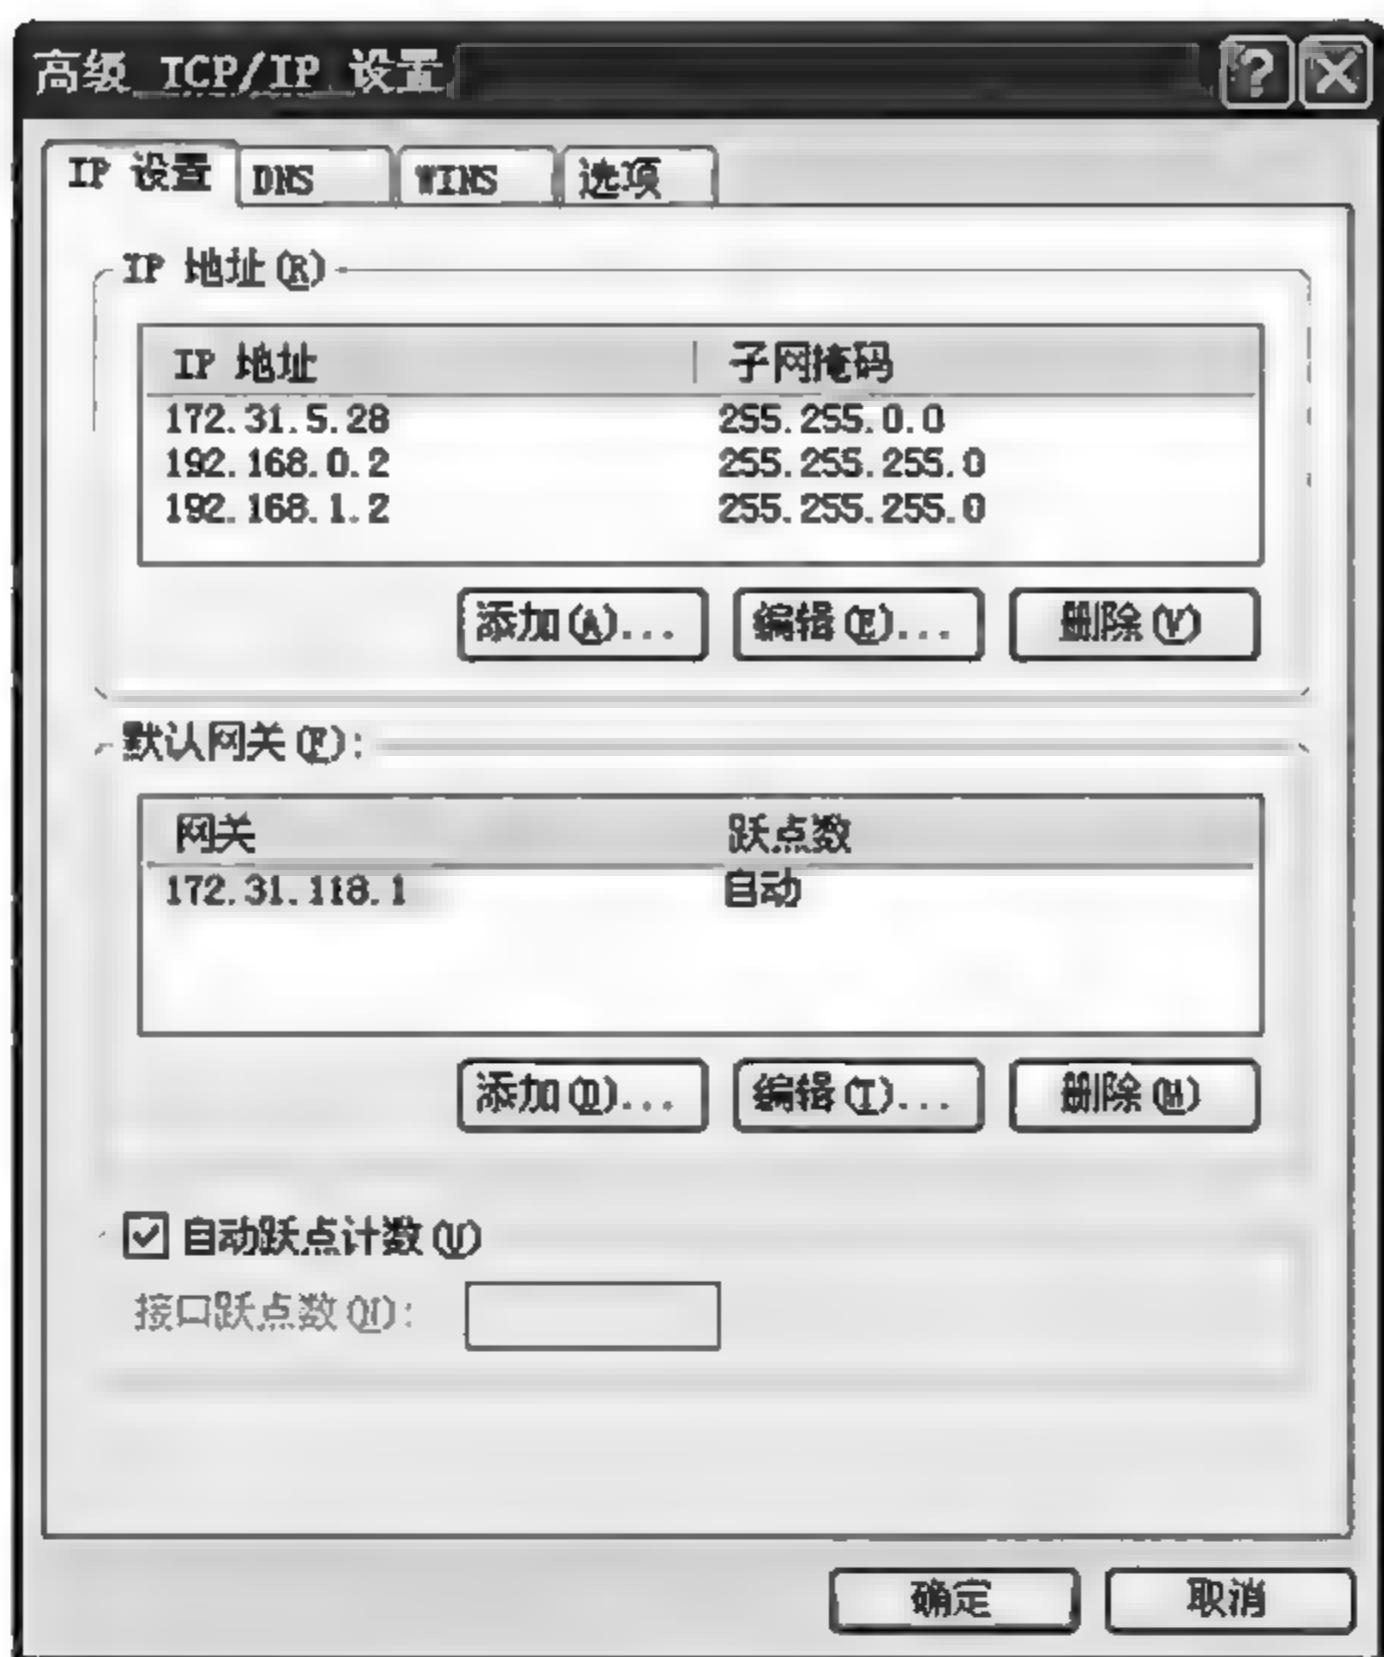 高级 TCP/IP 设置
IP 设置 DNS WINS 选项
IP 地址(R)
IP 地址 子网掩码
172.31.5.28 255.255.0.0
192.168.0.2 255.255.255.0
192.168.1.2 255.255.255.0
添加(A)... 编辑(E)... 删除(V)
默认网关(F):
网关 跃点数
172.31.118.1 自动
添加(D)... 编辑(T)... 删除(M)
自动跃点计数(U)
接口跃点数(N):
确定 取消